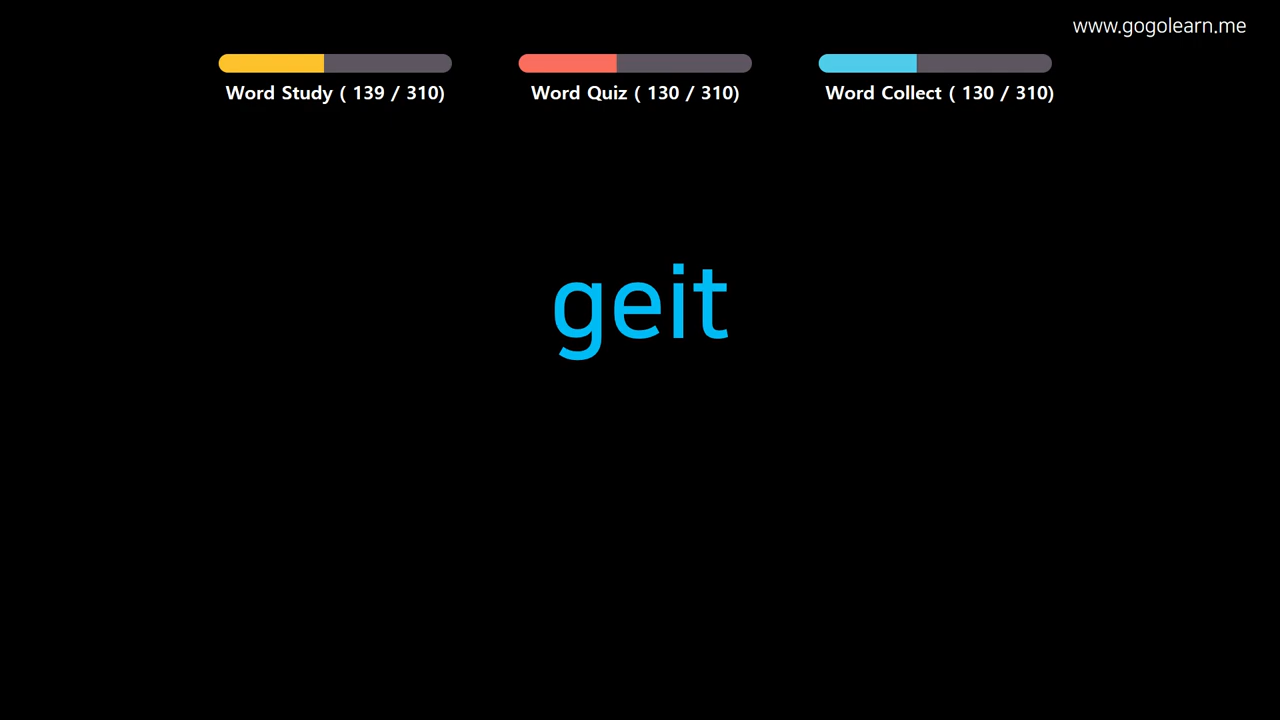 www.gogolearn.me
Word Study ( 139 / 310)
Word Quiz ( 130 / 310)
Word Collect ( 130 / 310)
geit